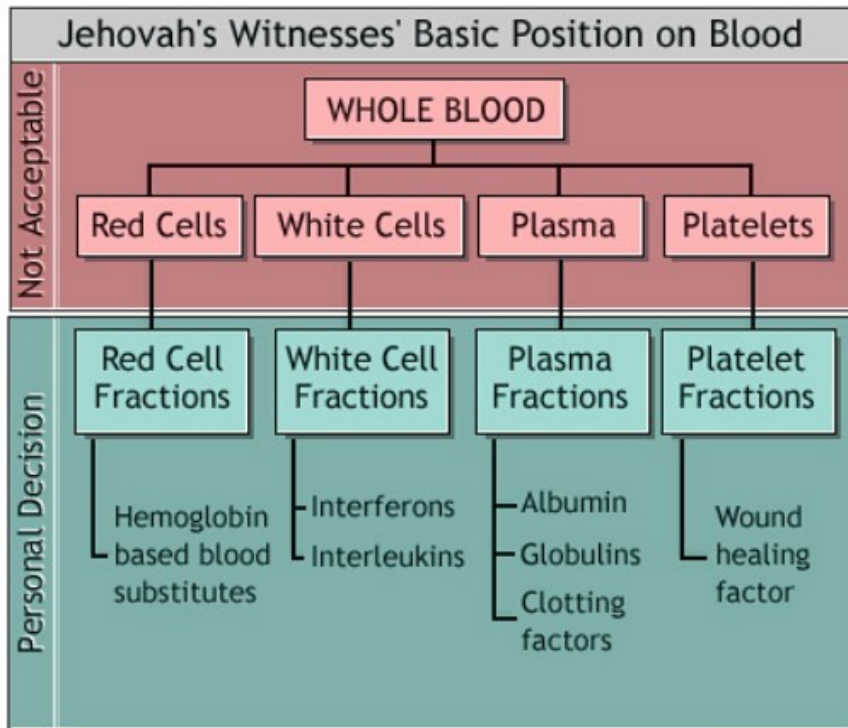 Jehovah's Witnesses' Basic Position on Blood
Not Acceptable
WHOLE BLOOD
Red Cells
White Cells
Plasma
Platelets
Personal Decision
Red Cell
Fractions
White Cell
Fractions
Plasma
Fractions
Platelet
Fractions
Hemoglobin
based blood
substitutes
Interferons
Interleukins
Albumin
Globulins
Clotting
factors
Wound
healing
factor